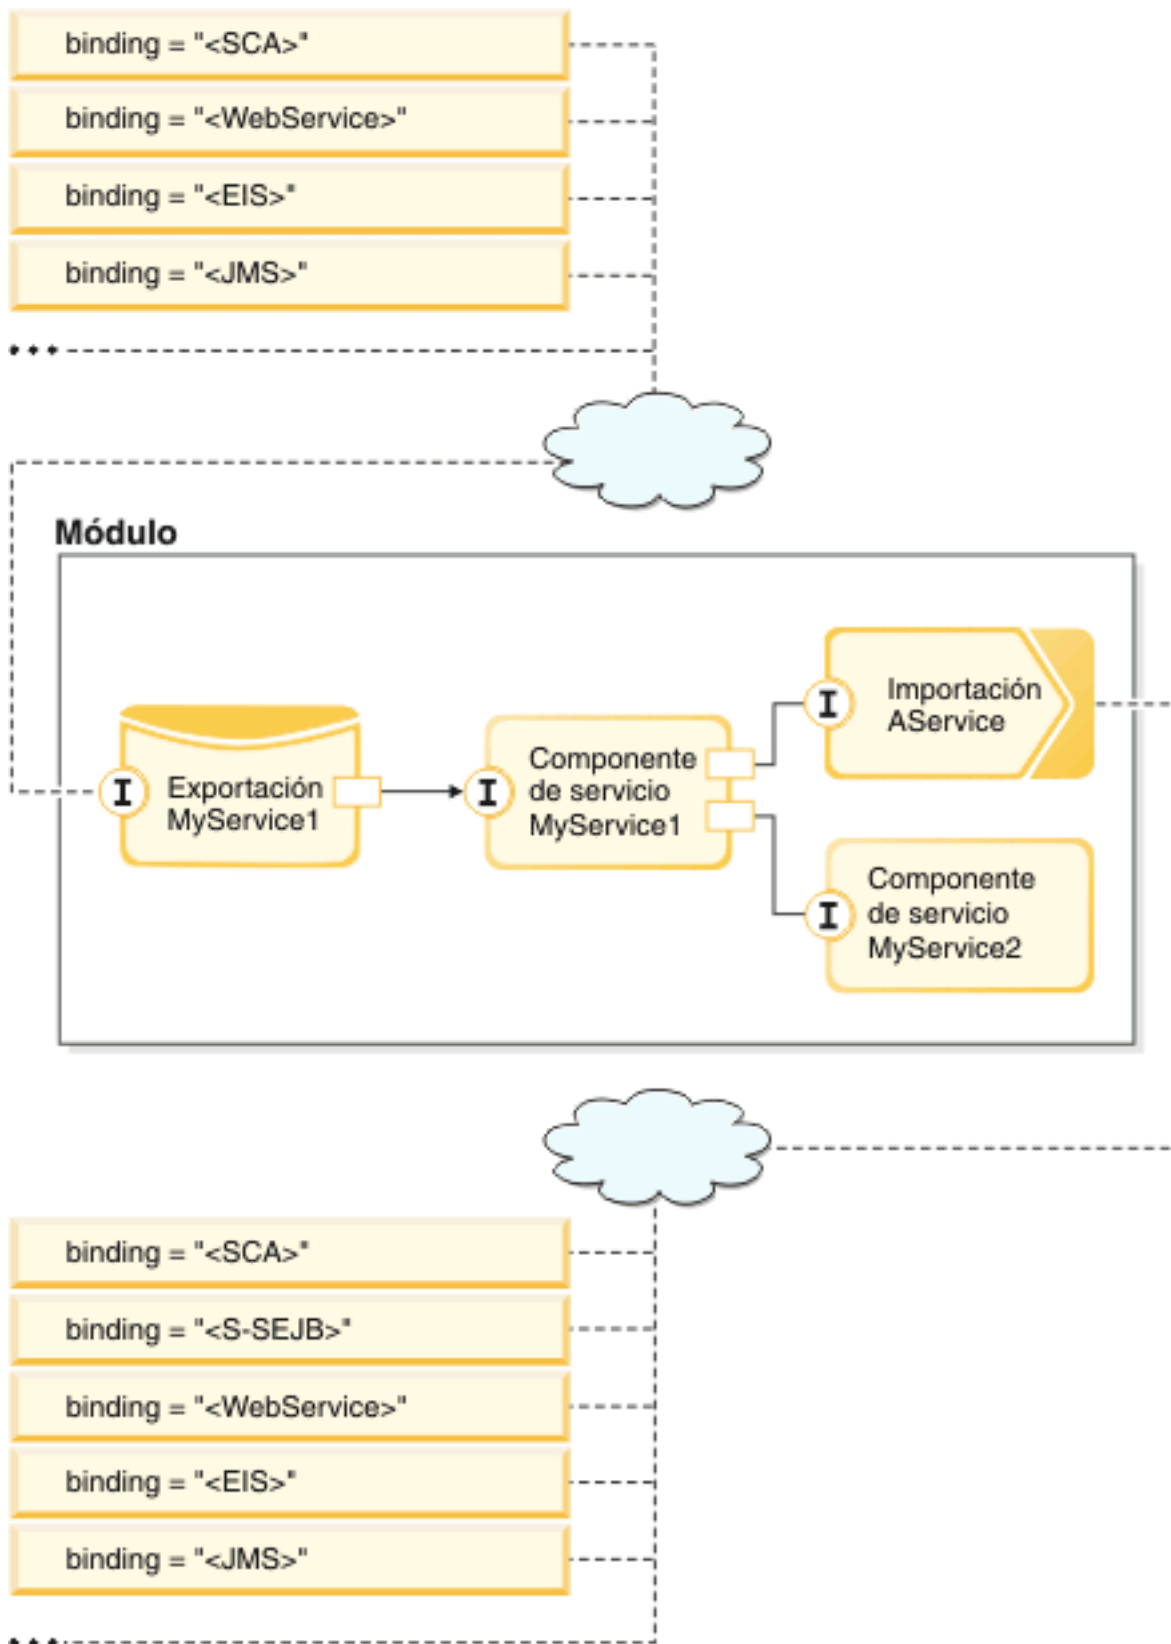 binding = "<SCA>"
binding = "<WebService>"
binding = "<EIS>"
binding = "<JMS>"
Módulo
Exportación
MyService1
Componente
de servicio
MyService1
Importación
AService
Componente
de servicio
MyService2
binding = "<SCA>"
binding = "<S-SEJB>"
binding = "<WebService>"
binding = "<EIS>"
binding = "<JMS>"